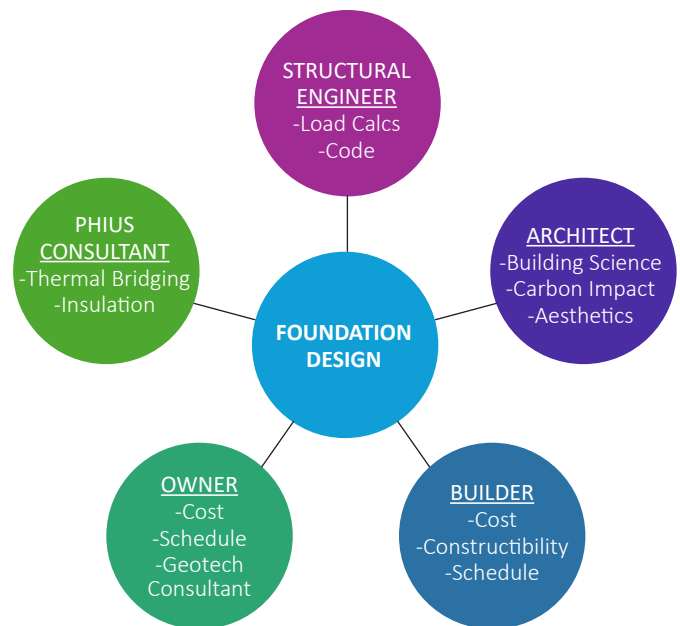 STRUCTURAL
ENGINEER
-Load Calcs
-Code
PHIUS
CONSULTANT
-Thermal Bridging
-Insulation
ARCHITECT
-Building Science
-Carbon Impact
-Aesthetics
FOUNDATION
DESIGN
OWNER
-Cost
-Schedule
-Geotech
Consultant
BUILDER
-Cost
-Constructibility
-Schedule